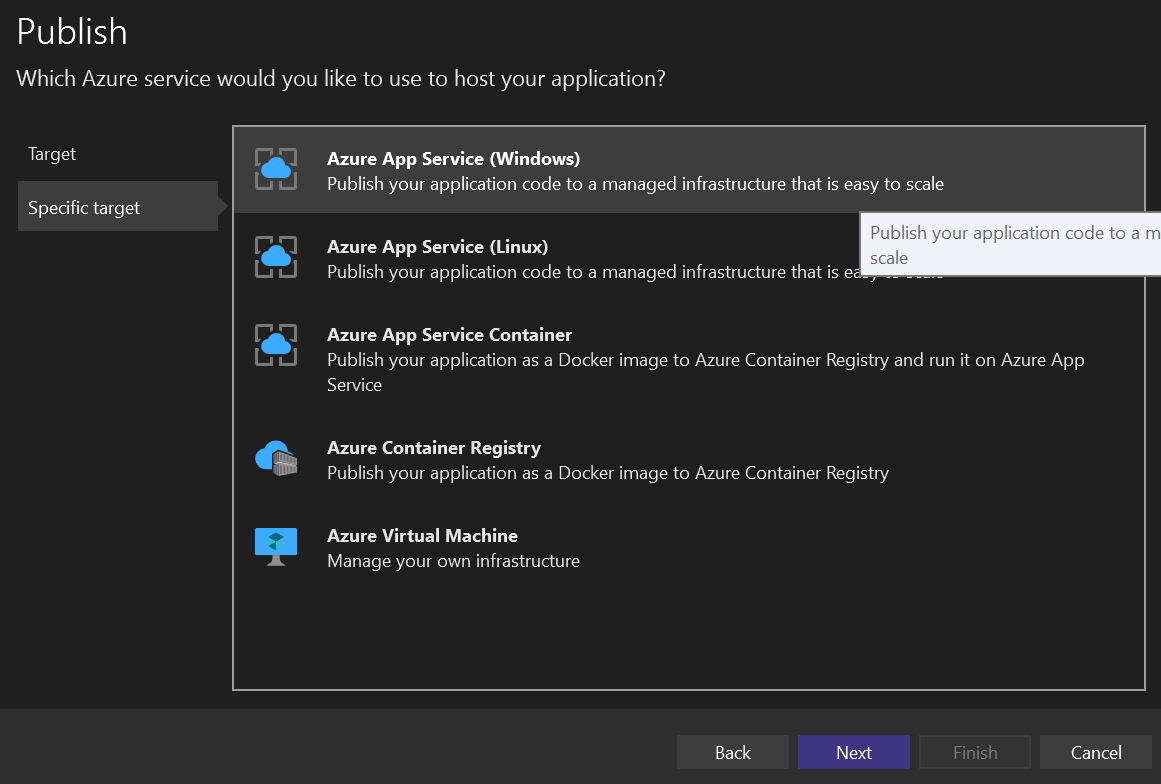 Publish
Which Azure service would you like to use to host your application?
Target
Specific target
Azure App Service (Windows)
Publish your application code to a managed infrastructure that is easy to scale
Publish your application code to a m
scale
Azure App Service (Linux)
Publish your application code to a managed infrastructure that is easy to scale
Azure App Service Container
Publish your application as a Docker image to Azure Container Registry and run it on Azure App
Service
Azure Container Registry
Publish your application as a Docker image to Azure Container Registry
Azure Virtual Machine
Manage your own infrastructure
Back
Next
Finish
Cancel